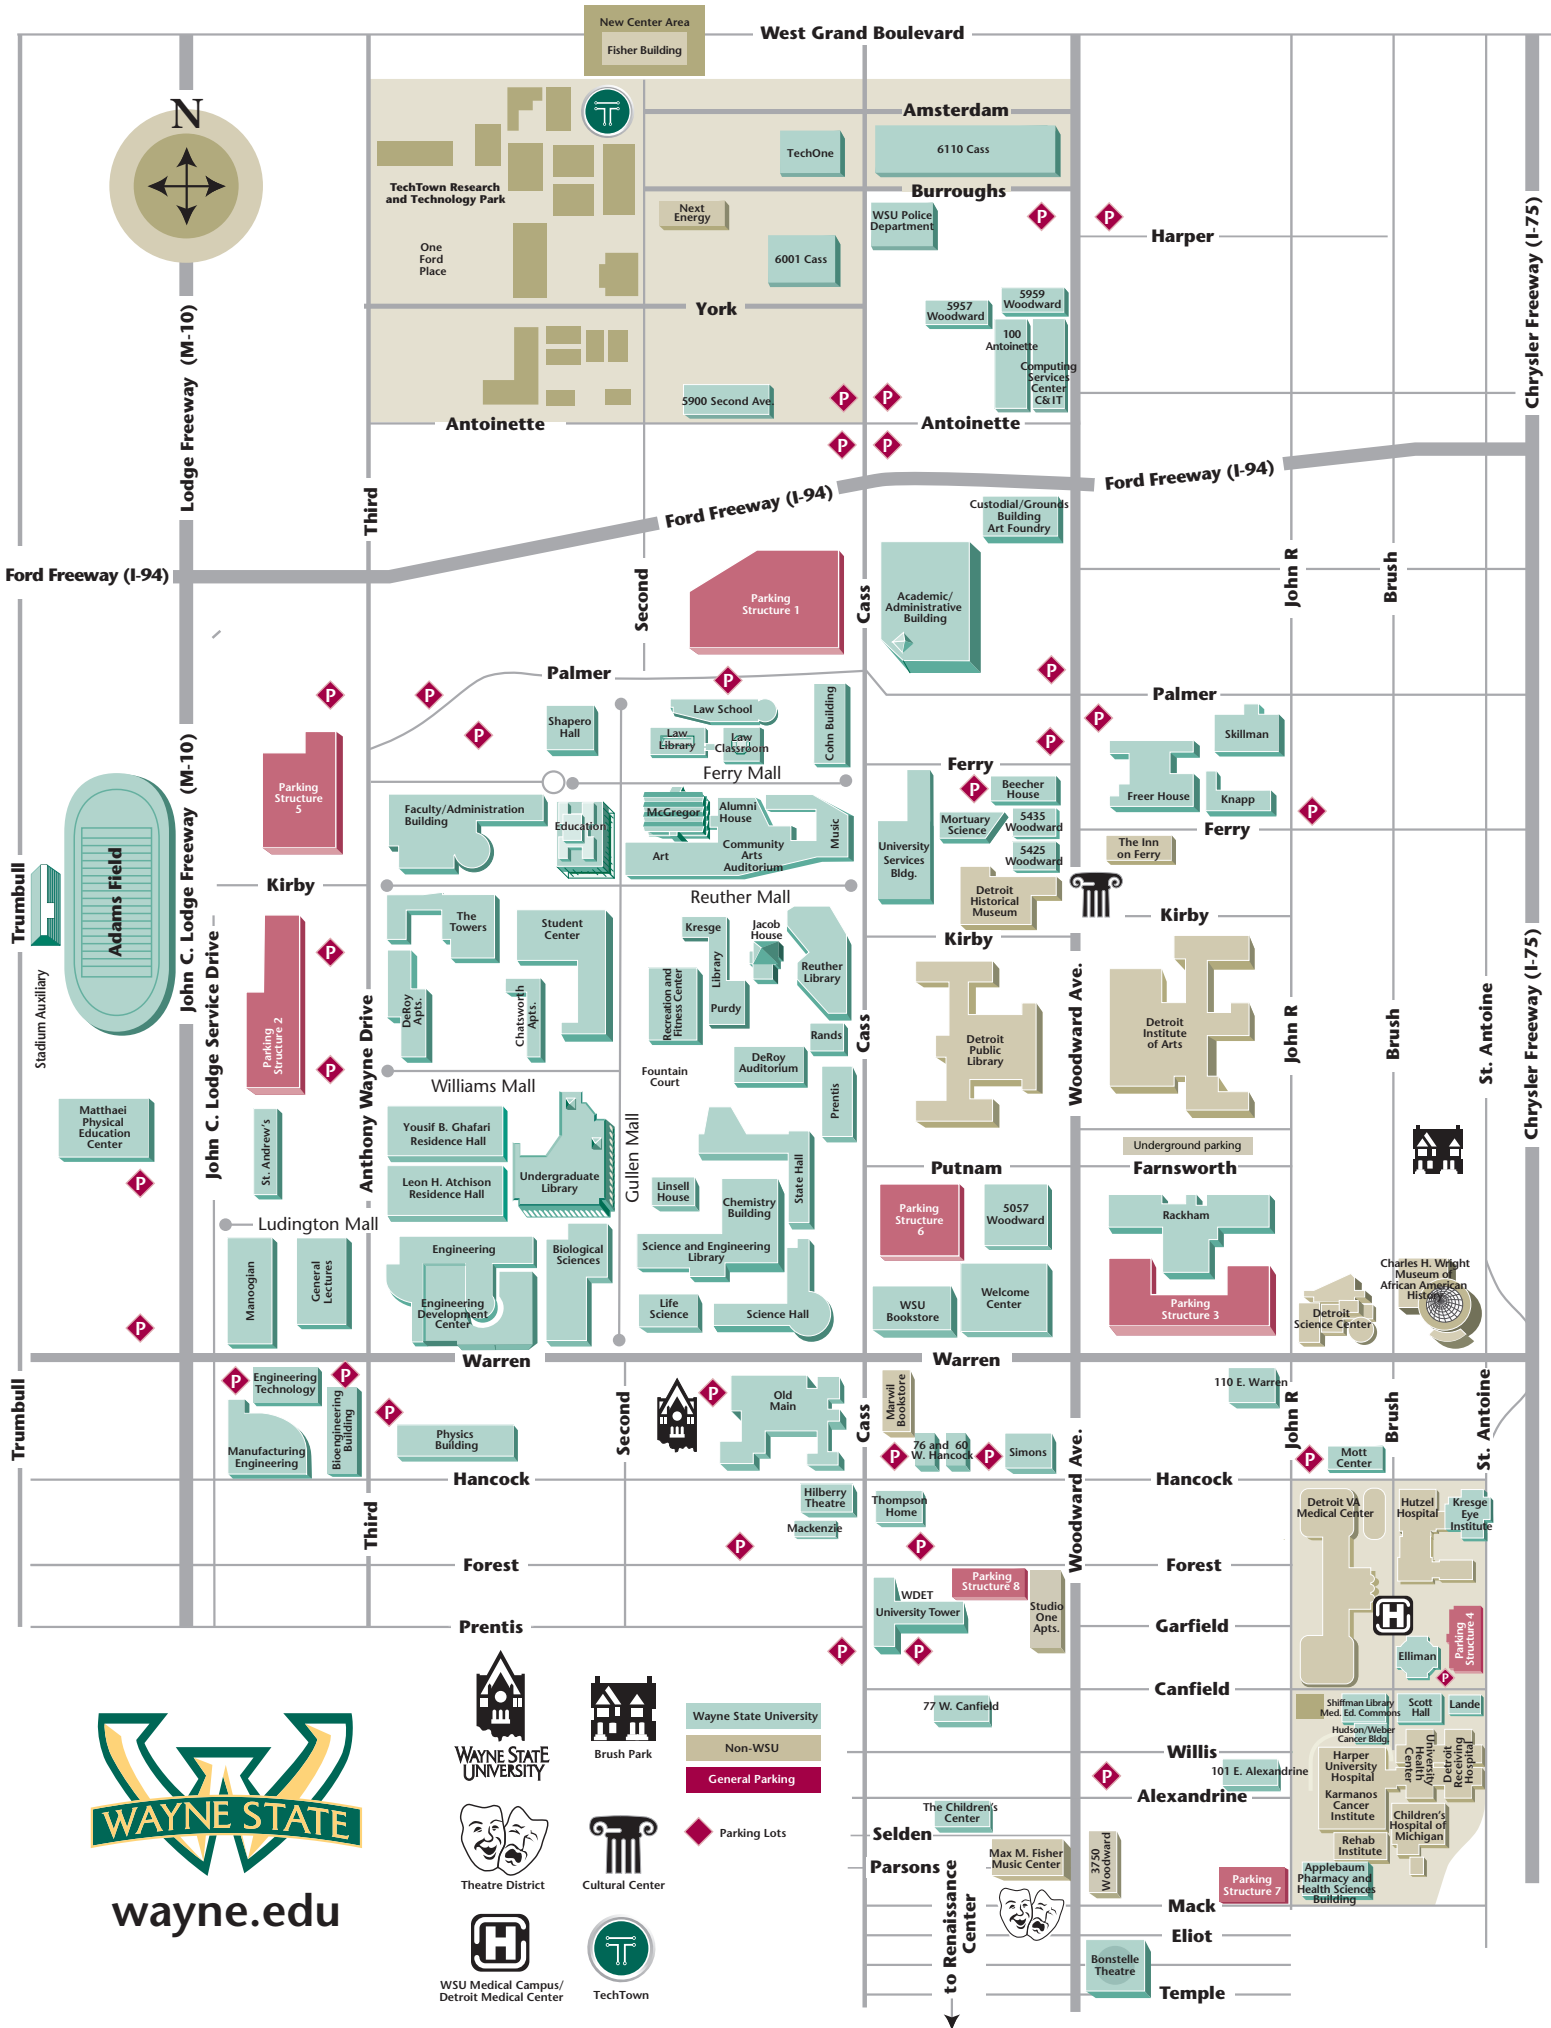 New Center Area
Fisher Building
West Grand Boulevard
N
Amsterdam
TechOne
6110 Cass
TechTown Research
and Technology Park
Burroughs
Next
Energy
WSU Police
Department
P
P
Harper
One
Ford
Place
6001 Cass
Lodge Freeway (M-10)
Chrysler Freeway (I-75)
York
5957
Woodward
5959
Woodward
100
Antoinette
Computing
Services
Center
C&IT
5900 Second Ave.
P
P
Antoinette
Antoinette
P
P
Third
Ford Freeway (I-94)
Ford Freeway (I-94)
Ford Freeway (I-94)
Custodial/Grounds
Building
Art Foundry
Second
Parking
Structure 1
Cass
Academic/
Administrative
Building
John R
Brush
Palmer
P
P
P
P
P
Palmer
P
P
Shapero
Hall
Law School
Law
Library
Law
Classroom
Cohn Building
Skillman
Ferry Mall
Ferry
John C. Lodge Freeway (M-10)
Parking
Structure
5
Faculty/Administration
Building
Education
McGregor
Alumni
House
Community
Arts
Auditorium
Art
Music
University
Services
Bldg.
P
Beecher
House
Mortuary
Science
5435
Woodward
5425
Woodward
Freer House
Knapp
P
Ferry
The Inn
on Ferry
Trumbull
Adams Field
Stadium Auxiliary
Kirby
Reuther Mall
Detroit
Historical
Museum
Kirby
Kirby
The
Towers
Student
Center
Kresge
Library
Purdy
Jacob
House
Reuther
Library
P
Parking
Structure 2
P
John C. Lodge Service Drive
Anthony Wayne Drive
DeRoy
Apts.
Chatsworth
Apts.
Recreation and
Fitness Center
Rands
Cass
Detroit
Public
Library
Woodward Ave.
Detroit
Institute
of Arts
John R
Brush
St. Antoine
Chrysler Freeway (I-75)
Fountain
Court
DeRoy
Auditorium
Prentis
Williams Mall
Matthaei
Physical
Education
Center
P
St. Andrew's
Yousif B. Ghafari
Residence Hall
Leon H. Atchison
Residence Hall
Undergraduate
Library
Gullen Mall
State Hall
Underground parking
Putnam
Farnsworth
Linsell
House
Chemistry
Building
Parking
Structure
6
5057
Woodward
Rackham
Ludington Mall
Manoogian
General
Lectures
Engineering
Engineering
Development
Center
Biological
Sciences
Science and Engineering
Library
Life
Science
Science Hall
WSU
Bookstore
Welcome
Center
Parking
Structure 3
Detroit
Science Center
Charles H. Wright
Museum of
African American
History
P
Warren
Warren
Trumbull
P
Engineering
Technology
P
Bioengineering
Building
Manufacturing
Engineering
P
Physics
Building
Second
P
Old
Main
Cass
Marwil
Bookstore
P
76 and 60
W. Hancock
P
Simons
Woodward Ave.
110 E. Warren
John R
Brush
St. Antoine
P
Mott
Center
Hancock
Hancock
Third
Hilberry
Theatre
Mackenzie
Thompson
Home
Detroit VA
Medical Center
Hutzel
Hospital
Kresge
Eye
Institute
P
P
Forest
Forest
WDET
University Tower
Parking
Structure 8
Studio
One
Apts.
Prentis
P
P
Garfield
H
Elliman
Parking
Structure 4
P
Canfield
77 W. Canfield
Shiffman Library
Med. Ed. Commons
Scott
Hall
Lande
Hudson/Weber
Cancer Bldg.
Willis
101 E. Alexandrine
Harper
University
Hospital
University
Health
Center
Detroit
Receiving
Hospital
P
Alexandrine
Karmanos
Cancer
Institute
Children's
Hospital of
Michigan
The Children's
Center
Selden
Parsons
Max M. Fisher
Music Center
3750
Woodward
Rehab
Institute
Parking
Structure 7
Applebaum
Pharmacy and
Health Sciences
Building
Mack
to Renaissance
Center
Eliot
Bonstelle
Theatre
Temple
WAYNE STATE
wayne.edu
WAYNE STATE
UNIVERSITY
Brush Park
Theatre District
Cultural Center
H
WSU Medical Campus/
Detroit Medical Center
TechTown
Wayne State University
Non-WSU
General Parking
Parking Lots